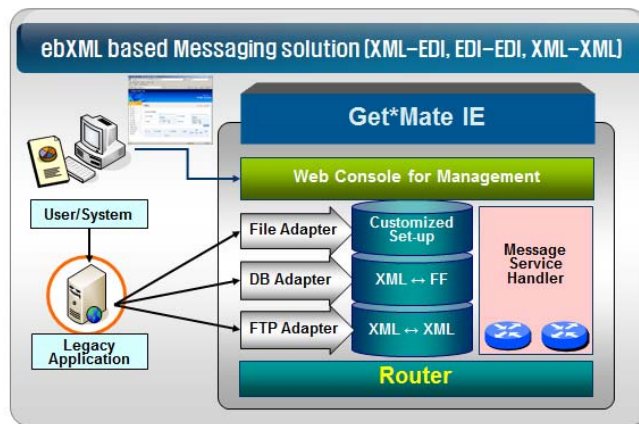 ebXML based Messaging solution (XML-EDI, EDI-EDI, XML-XML)
Get*Mate IE
Web Console for Management
User/System
File Adapter
Customized
Set-up
Message
Service
Handler
DB Adapter
XML ↔ FF
FTP Adapter
XML ↔ XML
Legacy
Application
Router